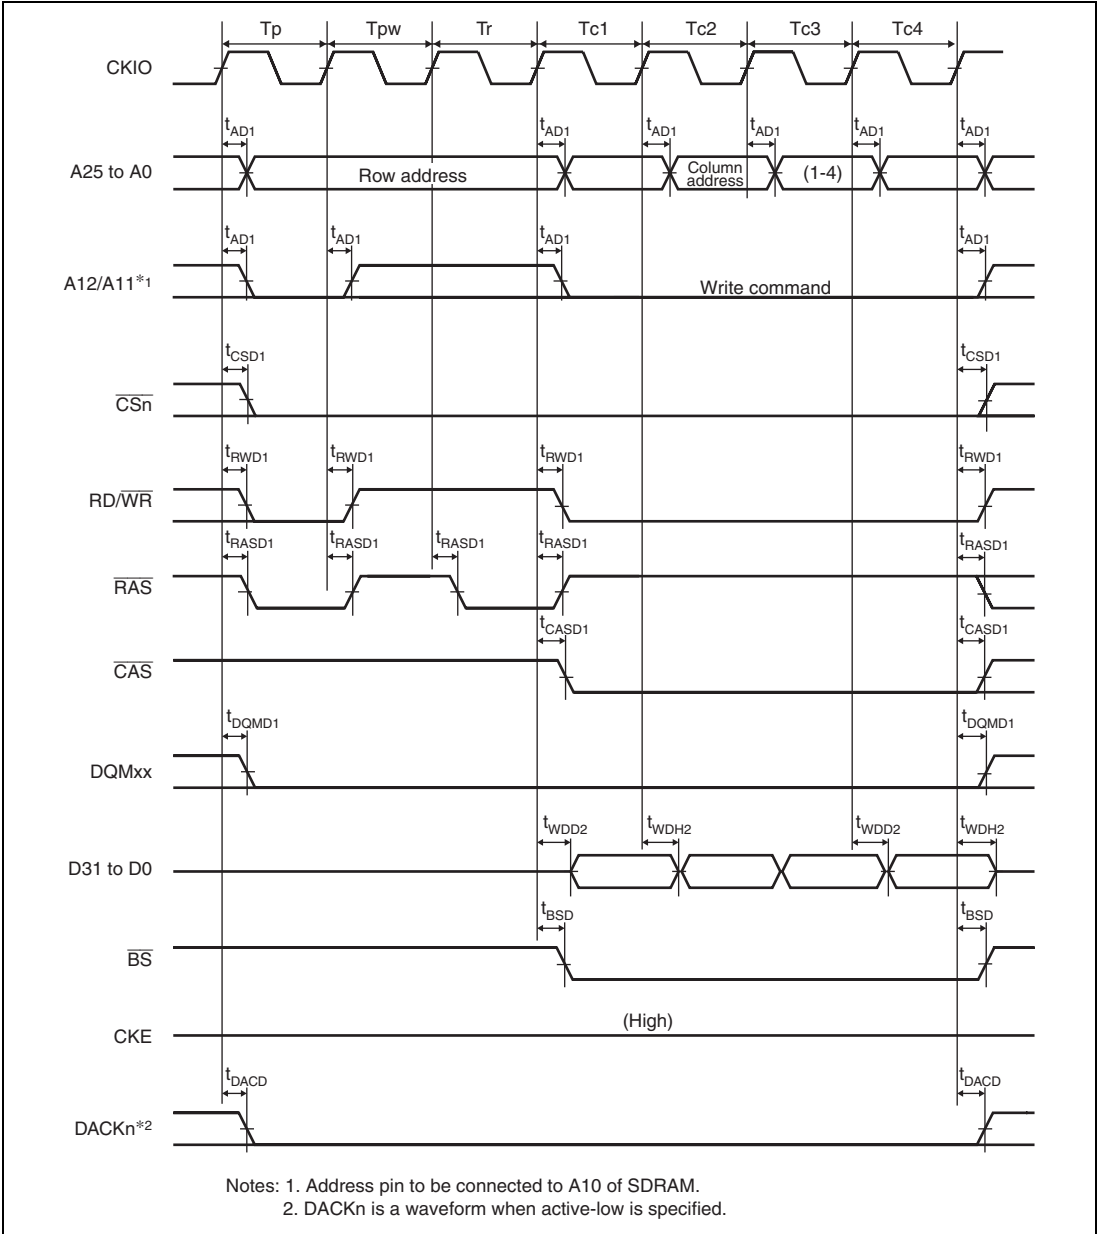 Tp Tpw Tr Tc1 Tc2 Tc3 Tc4
CKIO
tAD1 tAD1 tAD1 tAD1 tAD1 tAD1
A25 to A0 Row address Column address (1-4)
tAD1 tAD1 tAD1 tAD1
A12/A11*1 Write command
tCSD1 tCSD1
CSn
tRWD1 tRWD1 tRWD1 tRWD1
RD/WR
tRASD1 tRASD1 tRASD1 tRASD1 tRASD1
RAS
tCASD1 tCASD1
CAS
tDQMD1 tDQMD1
DQMxx
tWDD2 tWDH2 tWDD2 tWDH2
D31 to D0
tBSD tBSD
BS
(High)
CKE
tDACD tDACD
DACKn*2
Notes: 1. Address pin to be connected to A10 of SDRAM.
2. DACKn is a waveform when active-low is specified.